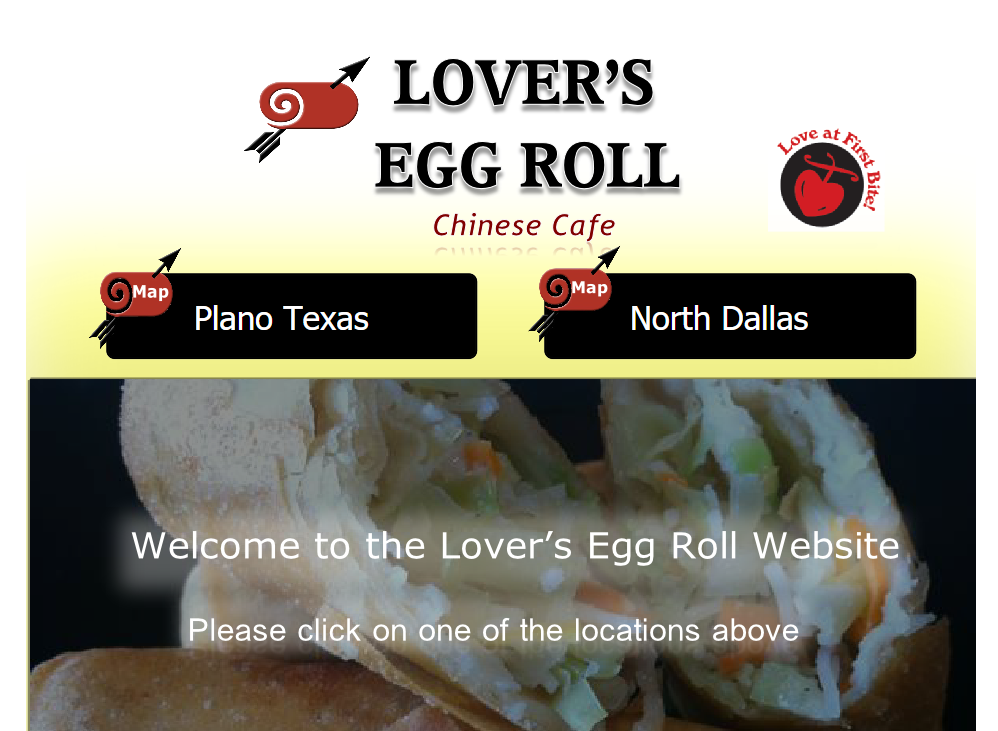 LOVER’S
EGG ROLL
Chinese Cafe
Love at First Bite!
Map
Plano Texas
Map
North Dallas
Welcome to the Lover’s Egg Roll Website
Please click on one of the locations above